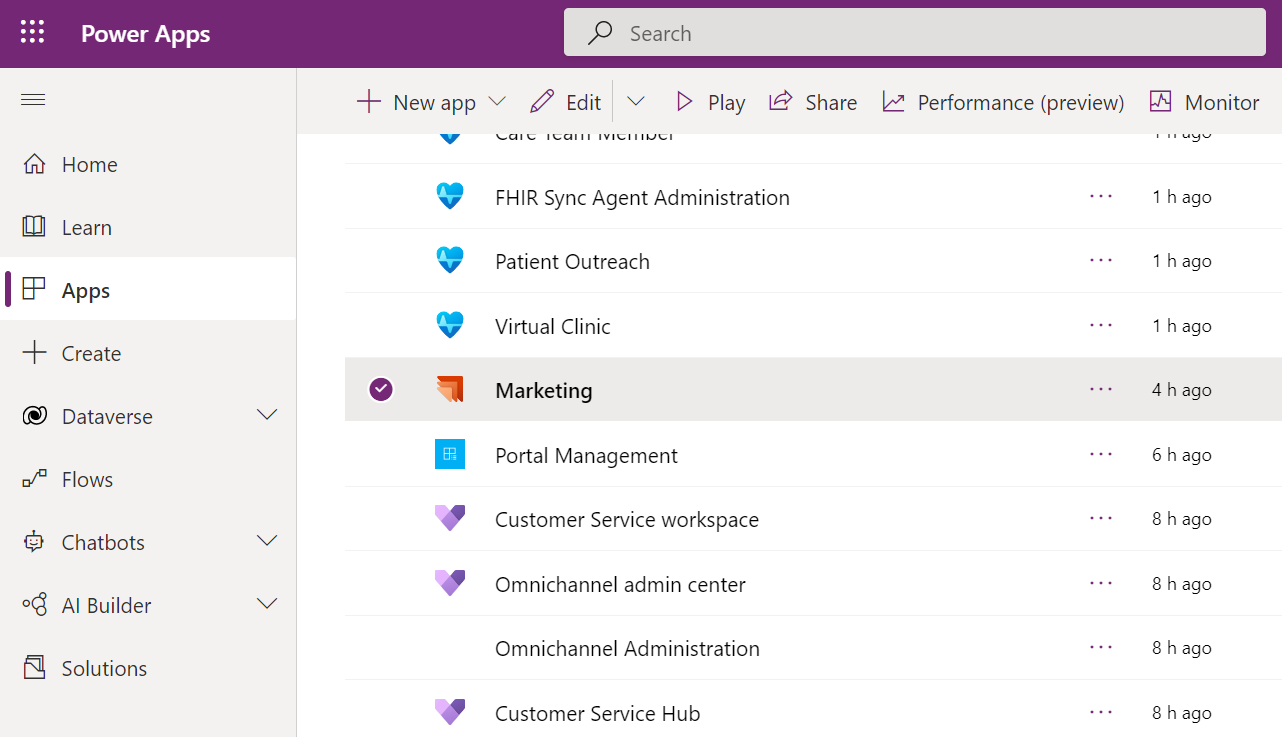 Power Apps
Search
New app
Edit
Play
Share
Performance (preview)
Monitor
Home
Learn
Apps
Create
Dataverse
Flows
Chatbots
AI Builder
Solutions
Care Team Member 1 h ago
FHIR Sync Agent Administration ... 1 h ago
Patient Outreach ... 1 h ago
Virtual Clinic ... 1 h ago
Marketing ... 4 h ago
Portal Management ... 6 h ago
Customer Service workspace ... 8 h ago
Omnichannel admin center ... 8 h ago
Omnichannel Administration ... 8 h ago
Customer Service Hub ... 8 h ago